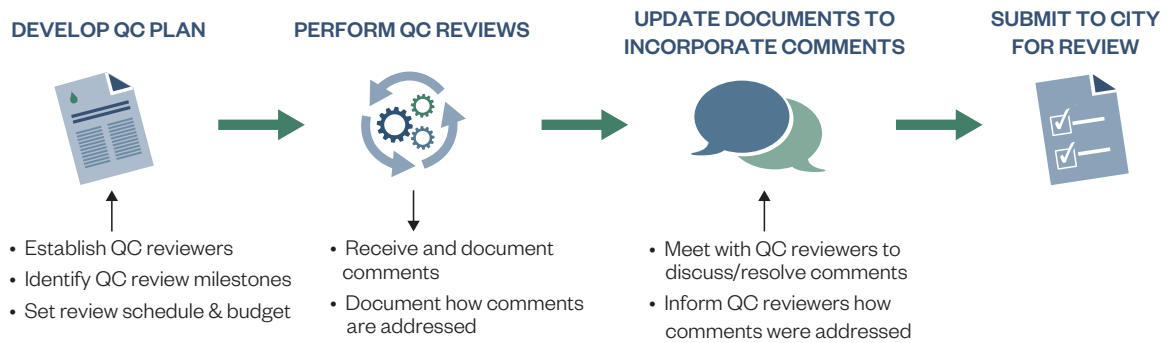 DEVELOP QC PLAN
PERFORM QC REVIEWS
UPDATE DOCUMENTS TO
INCORPORATE COMMENTS
SUBMIT TO CITY
FOR REVIEW
• Establish QC reviewers
• Identify QC review milestones
• Set review schedule & budget
• Receive and document
comments
• Document how comments
are addressed
• Meet with QC reviewers to
discuss/resolve comments
• Inform QC reviewers how
comments were addressed